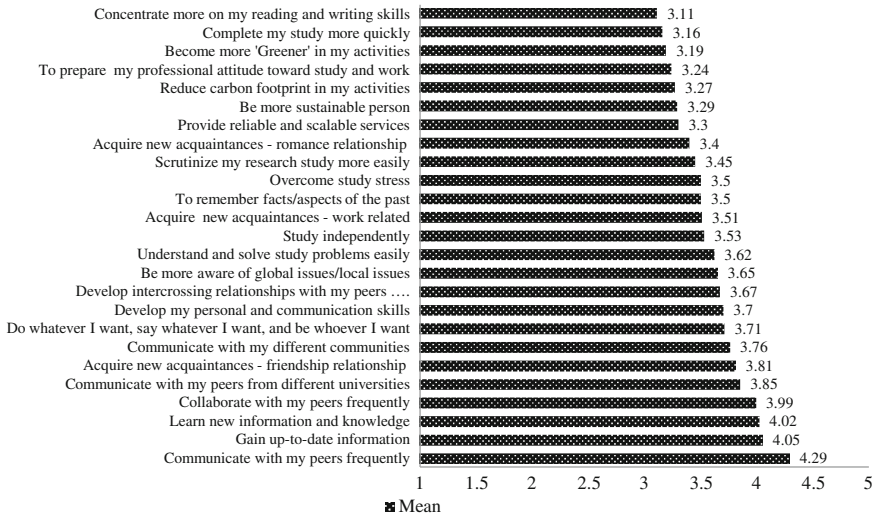 Concentrate more on my reading and writing skills 3.11
Complete my study more quickly 3.16
Become more 'Greener' in my activities 3.19
To prepare my professional attitude toward study and work 3.24
Reduce carbon footprint in my activities 3.27
Be more sustainable person 3.29
Provide reliable and scalable services 3.3
Acquire new acquaintances - romance relationship 3.4
Scrutinize my research study more easily 3.45
Overcome study stress 3.5
To remember facts/aspects of the past 3.5
Acquire new acquaintances - work related 3.51
Study independently 3.53
Understand and solve study problems easily 3.62
Be more aware of global issues/local issues 3.65
Develop intercrossing relationships with my peers .... 3.67
Develop my personal and communication skills 3.7
Do whatever I want, say whatever I want, and be whoever I want 3.71
Communicate with my different communities 3.76
Acquire new acquaintances - friendship relationship 3.81
Communicate with my peers from different universities 3.85
Collaborate with my peers frequently 3.99
Learn new information and knowledge 4.02
Gain up-to-date information 4.05
Communicate with my peers frequently 4.29
1 1.5 2 2.5 3 3.5 4 4.5 5
Mean